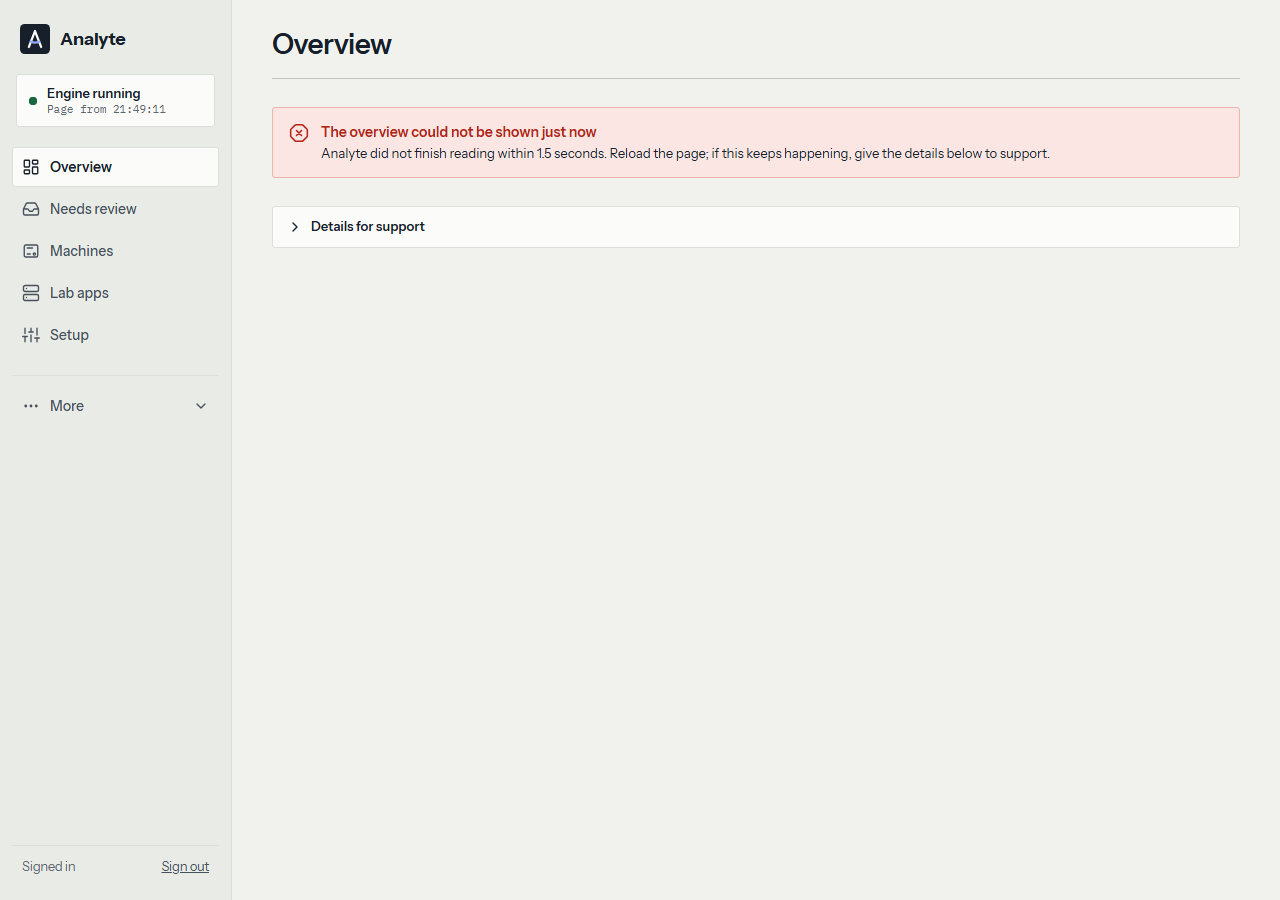 Analyte
Engine running
Page from 21:49:11
Overview
Needs review
Machines
Lab apps
Setup
More
Signed in
Sign out
Overview
The overview could not be shown just now
Analyte did not finish reading within 1.5 seconds. Reload the page; if this keeps happening, give the details below to support.
Details for support